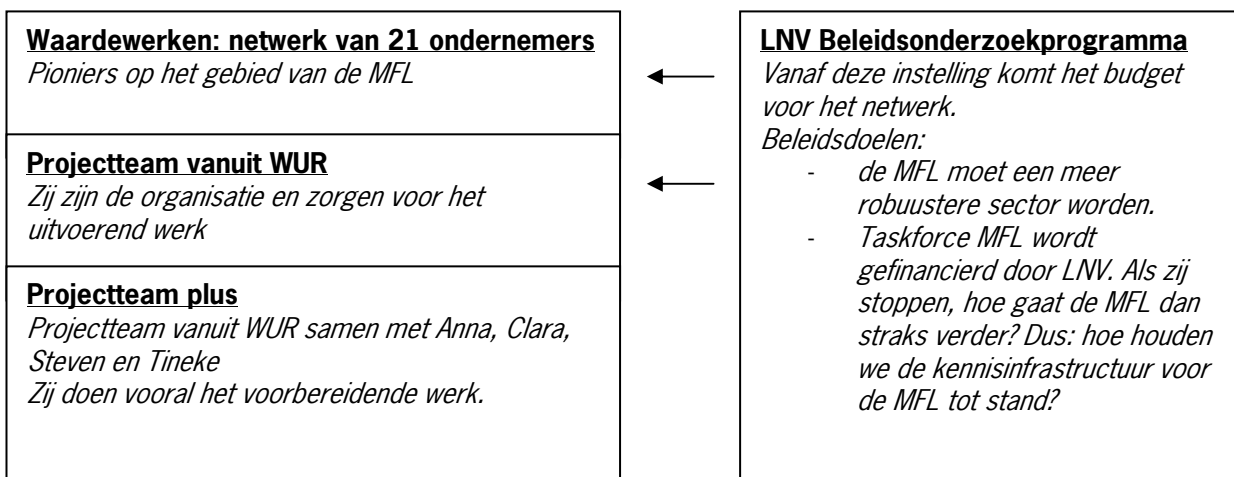 Waardewerken: netwerk van 21 ondernemers
Pioniers op het gebied van de MFL
Projectteam vanuit WUR
Zij zijn de organisatie en zorgen voor het
uitvoerend werk
Projectteam plus
Projectteam vanuit WUR samen met Anna, Clara,
Steven en Tineke
Zij doen vooral het voorbereidende werk.
LNV Beleidsonderzoekprogramma
Vanaf deze instelling komt het budget
voor het netwerk.
Beleidsdoelen:
- de MFL moet een meer
robuustere sector worden.
- Taskforce MFL wordt
gefinancierd door LNV. Als zij
stoppen, hoe gaat de MFL dan
straks verder? Dus: hoe houden
we de kennisinfrastructuur voor
de MFL tot stand?